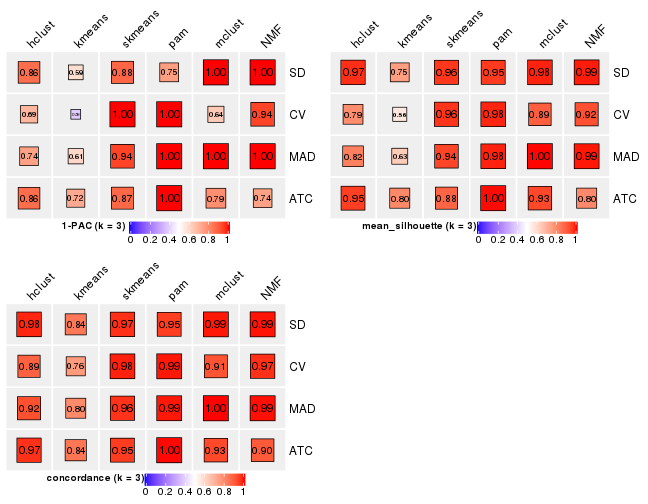 hclust kmeans skmeans pam mclust NMF
0.86 0.59 0.88 0.75 1.00 1.00 SD
0.69 1.00 1.00 0.64 0.94 CV
0.74 0.61 0.94 1.00 1.00 1.00 MAD
0.86 0.72 0.87 1.00 0.79 0.74 ATC
1-PAC (k = 3)
0 0.2 0.4 0.6 0.8 1
hclust kmeans skmeans pam mclust NMF
0.97 0.75 0.96 0.95 0.98 0.99 SD
0.79 0.56 0.96 0.98 0.89 0.92 CV
0.82 0.63 0.94 0.98 1.00 0.99 MAD
0.95 0.80 0.88 1.00 0.93 0.80 ATC
mean_silhouette (k = 3)
0 0.2 0.4 0.6 0.8 1
hclust kmeans skmeans pam mclust NMF
0.98 0.84 0.97 0.95 0.99 0.99 SD
0.89 0.76 0.98 0.99 0.91 0.97 CV
0.92 0.80 0.96 0.99 1.00 0.99 MAD
0.97 0.84 0.95 1.00 0.93 0.90 ATC
concordance (k = 3)
0 0.2 0.4 0.6 0.8 1